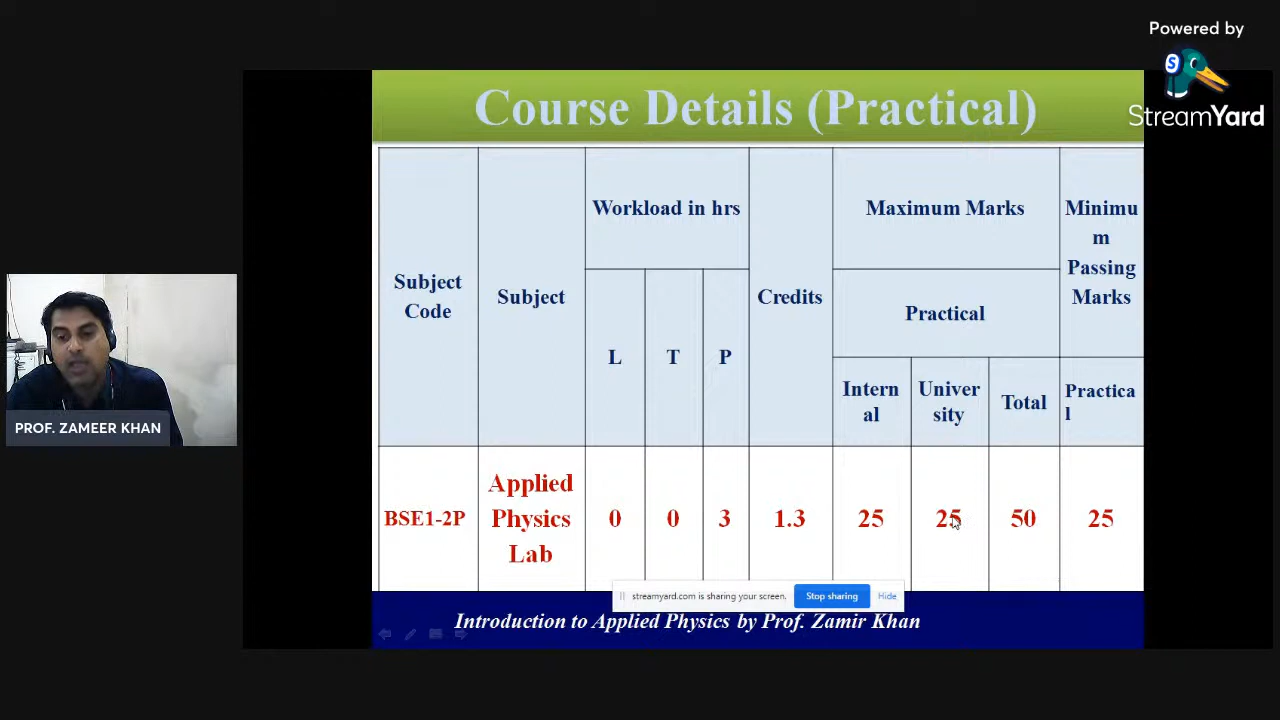 Powered by
StreamYard
Course Details (Practical)
Subject
Code
Subject
Workload in hrs
L
T
P
Credits
Maximum Marks
Practical
Intern
al
Univer
sity
Total
Minimu
m
Passing
Marks
Practica
l
BSE1-2P
Applied
Physics
Lab
0
0
3
1.3
25
25
50
25
PROF. ZAMEER KHAN
streamyard.com is sharing your screen.
Stop sharing
Hide
Introduction to Applied Physics by Prof. Zamir Khan